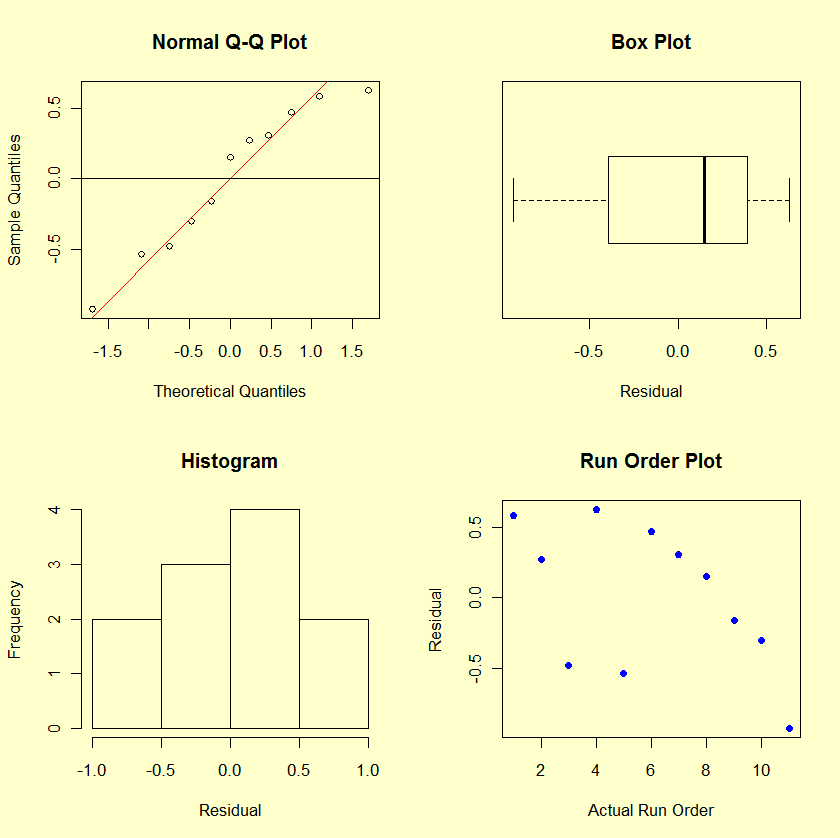 Normal Q-Q Plot
Sample Quantiles
0.5
0.0
-0.5
-1.5 -0.5 0.0 0.5 1.0 1.5
Theoretical Quantiles
Box Plot
-0.5 0.0 0.5
Residual
Histogram
Frequency
4
3
2
1
0
-1.0 -0.5 0.0 0.5 1.0
Residual
Run Order Plot
Residual
0.5
0.0
-0.5
2 4 6 8 10
Actual Run Order